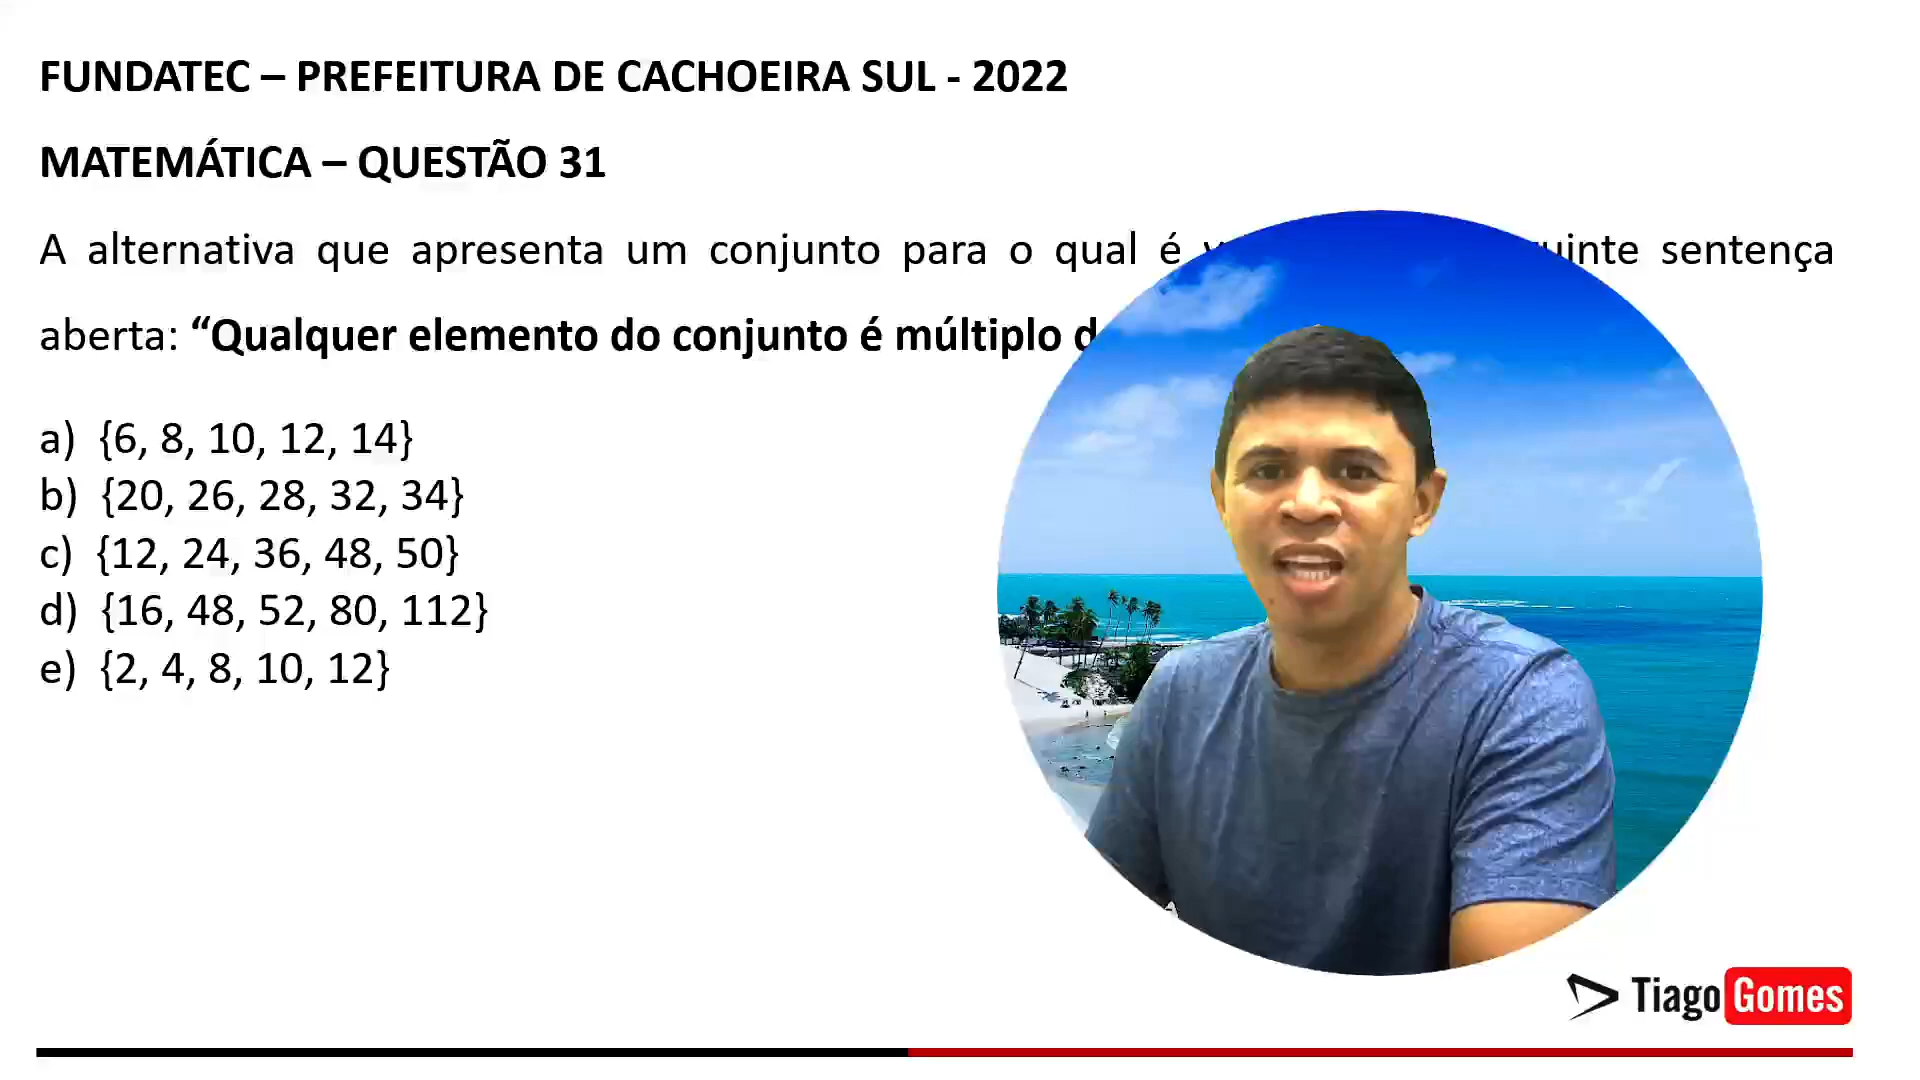 FUNDATEC – PREFEITURA DE CACHOEIRA SUL - 2022
MATEMÁTICA – QUESTÃO 31
A alternativa que apresenta um conjunto para o qual é sentença
aberta: “Qualquer elemento do conjunto é múltiplo
a) {6, 8, 10, 12, 14}
b) {20, 26, 28, 32, 34}
c) {12, 24, 36, 48, 50}
d) {16, 48, 52, 80, 112}
e) {2, 4, 8, 10, 12}
Tiago Gomes